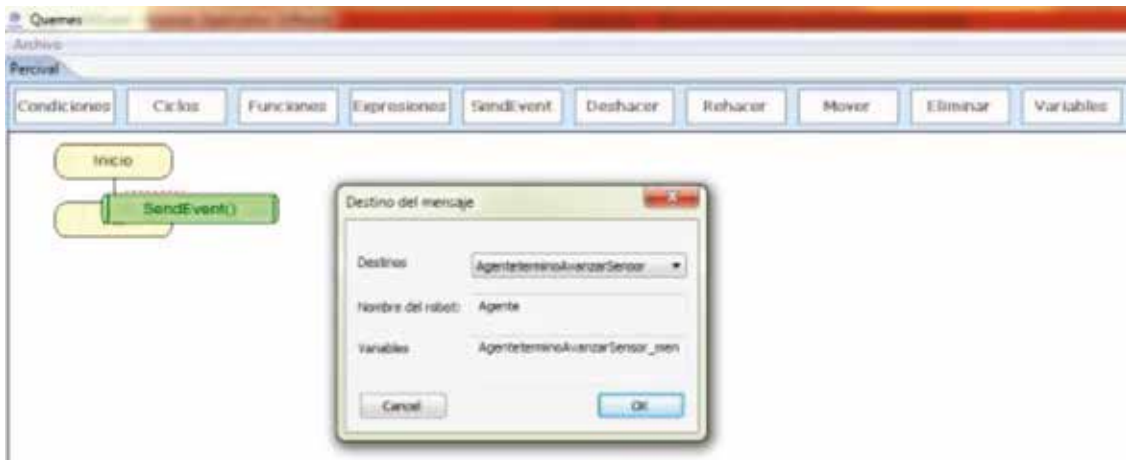 Quemes
Archivo
Percival
Condiciones Ciclos Funciones Expresiones SendEvent Deshacer Rehacer Mover Eliminar Variables
Inicio
SendEvent()
Destino del mensaje
Destinos AgenteterminoAvanzarSensor
Nombre del robot: Agente
Variables AgenteterminoAvanzarSensor_men
Cancel OK